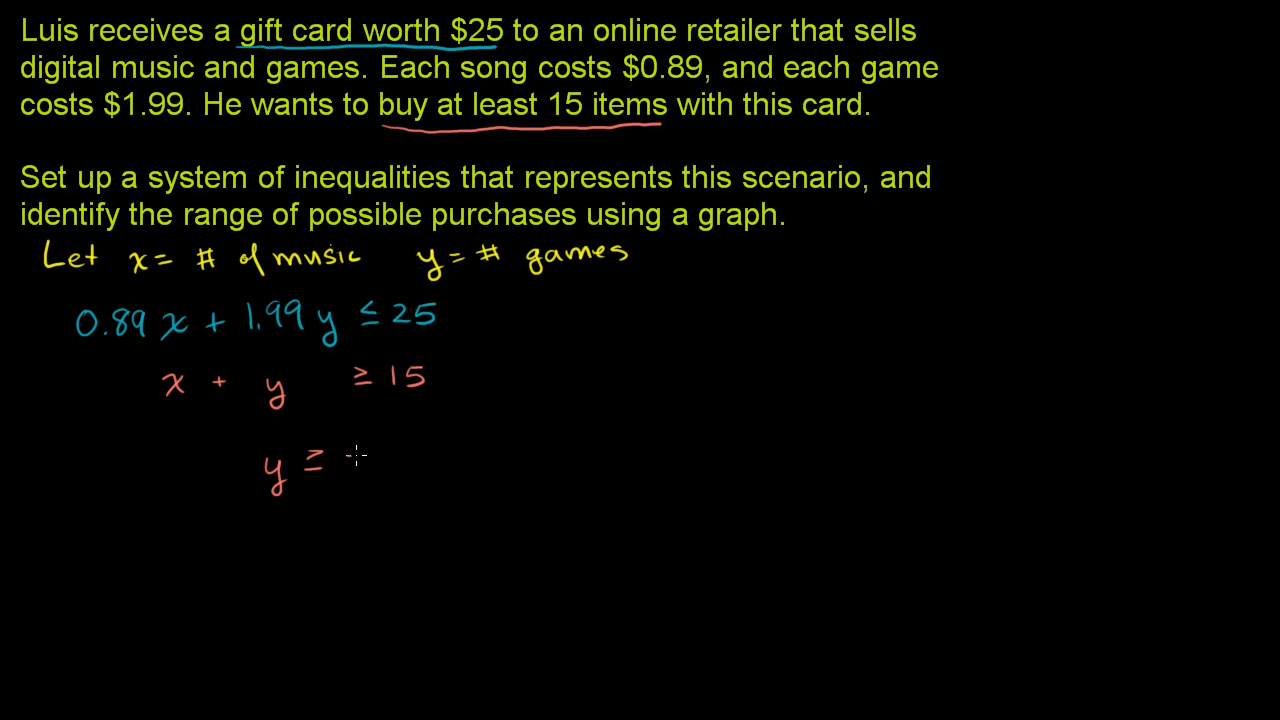 Luis receives a gift card worth $25 to an online retailer that sells
digital music and games. Each song costs $0.89, and each game
costs $1.99. He wants to buy at least 15 items with this card.
Set up a system of inequalities that represents this scenario, and
identify the range of possible purchases using a graph.
Let x = # of music y = # games
0.89 x + 1.99 y ≤ 25
x + y ≥ 15
y ≥